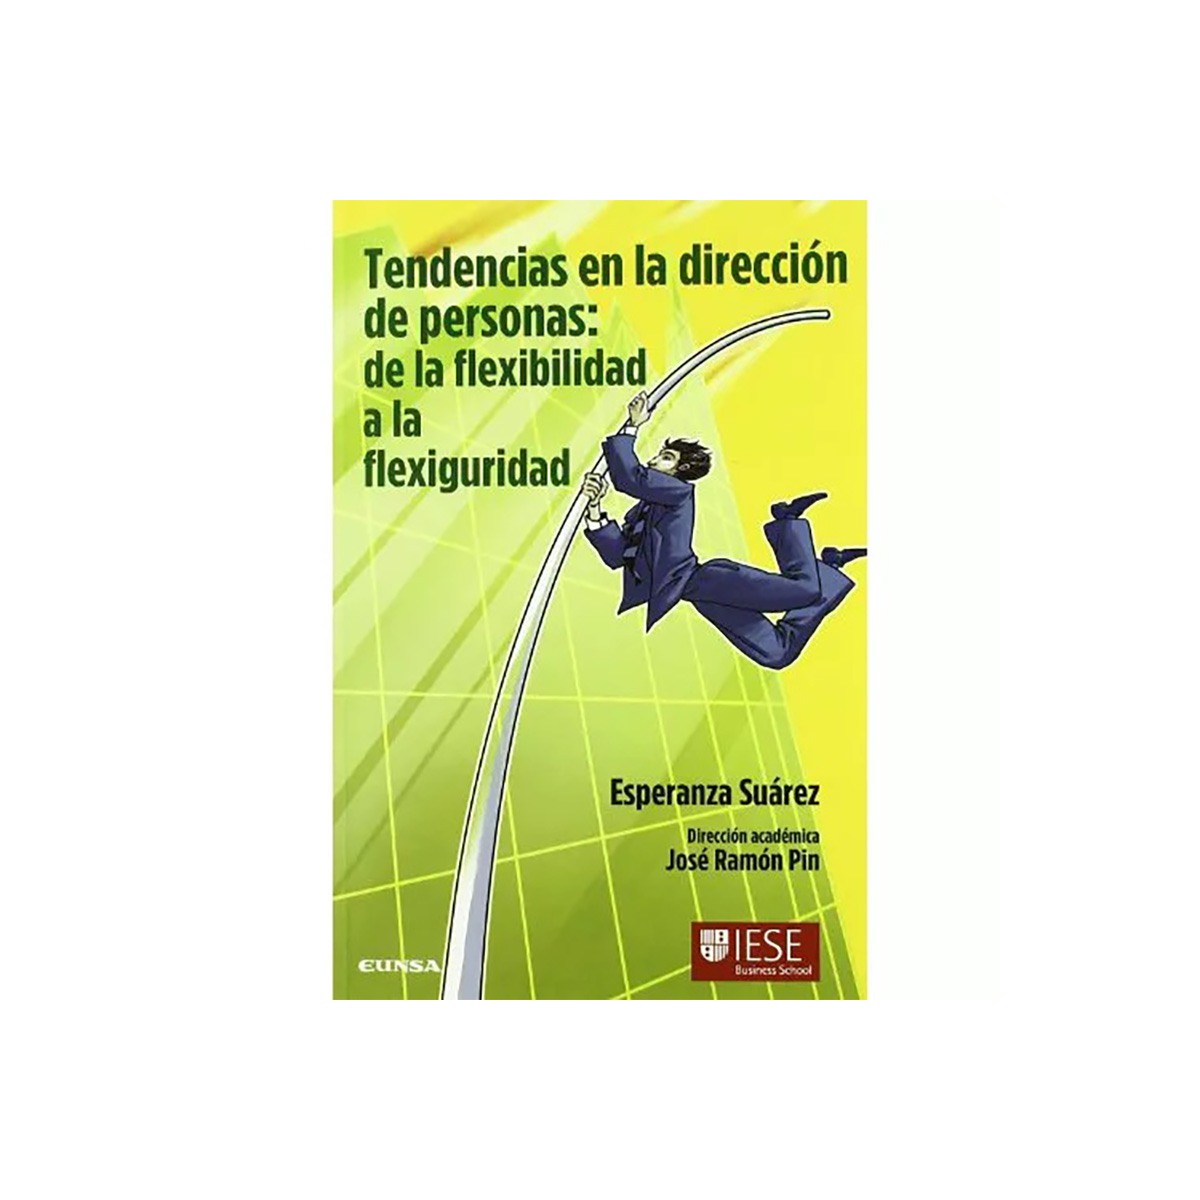 Tendencias en la dirección
de personas:
de la flexibilidad
a la
flexiguridad
Esperanza Suárez
Dirección académica
José Ramón Pin
EUNSA
IESE
Business School